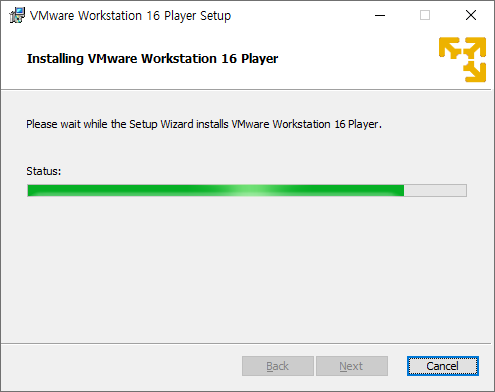 VMware Workstation 16 Player Setup
Installing VMware Workstation 16 Player
Please wait while the Setup Wizard installs VMware Workstation 16 Player.
Status:
Back
Next
Cancel